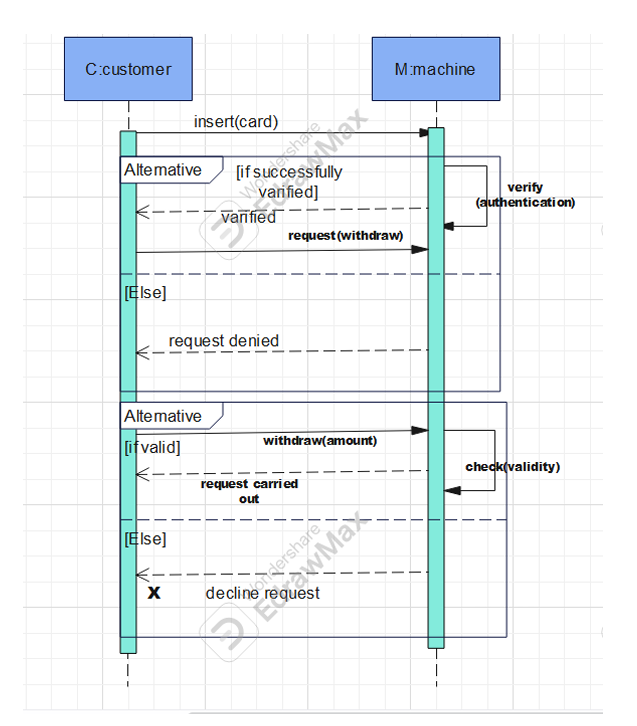 C:customer
M:machine
insert(card)
Alternative
[if successfully
varified]
verify
(authentication)
varified
request(withdraw)
[Else]
request denied
Alternative
withdraw(amount)
[if valid]
check(validity)
request carried
out
[Else]
X
decline request
Wondershare
EdrawMax
Wondershare
EdrawMax